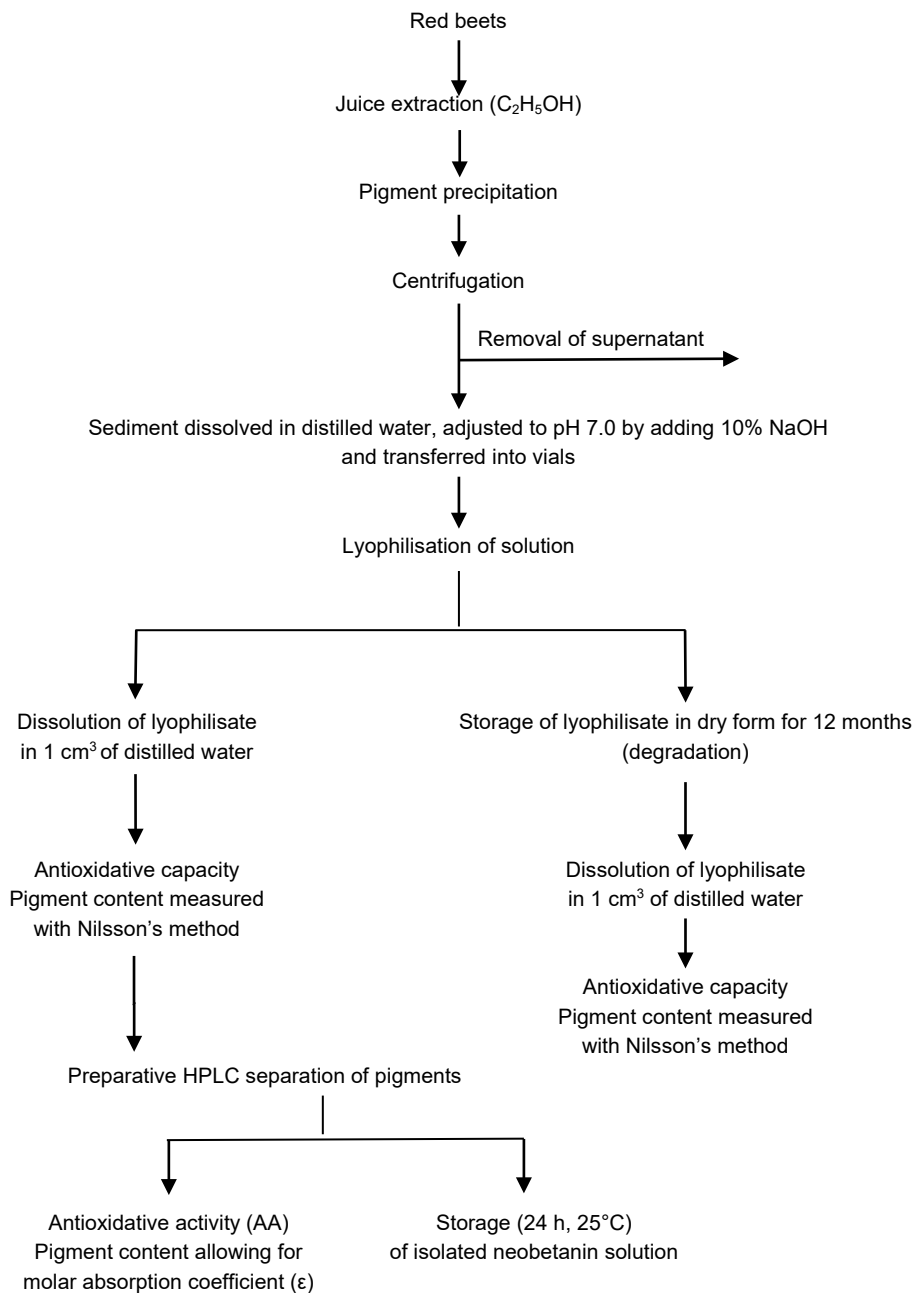 Red beets
Juice extraction (C₂H₅OH)
Pigment precipitation
Centrifugation
Removal of supernatant
Sediment dissolved in distilled water, adjusted to pH 7.0 by adding 10% NaOH
and transferred into vials
Lyophilisation of solution
Dissolution of lyophilisate
in 1 cm³ of distilled water
Antioxidative capacity
Pigment content measured
with Nilsson's method
Storage of lyophilisate in dry form for 12 months
(degradation)
Dissolution of lyophilisate
in 1 cm³ of distilled water
Antioxidative capacity
Pigment content measured
with Nilsson's method
Preparative HPLC separation of pigments
Antioxidative activity (AA)
Pigment content allowing for
molar absorption coefficient (ε)
Storage (24 h, 25°C)
of isolated neobetanin solution